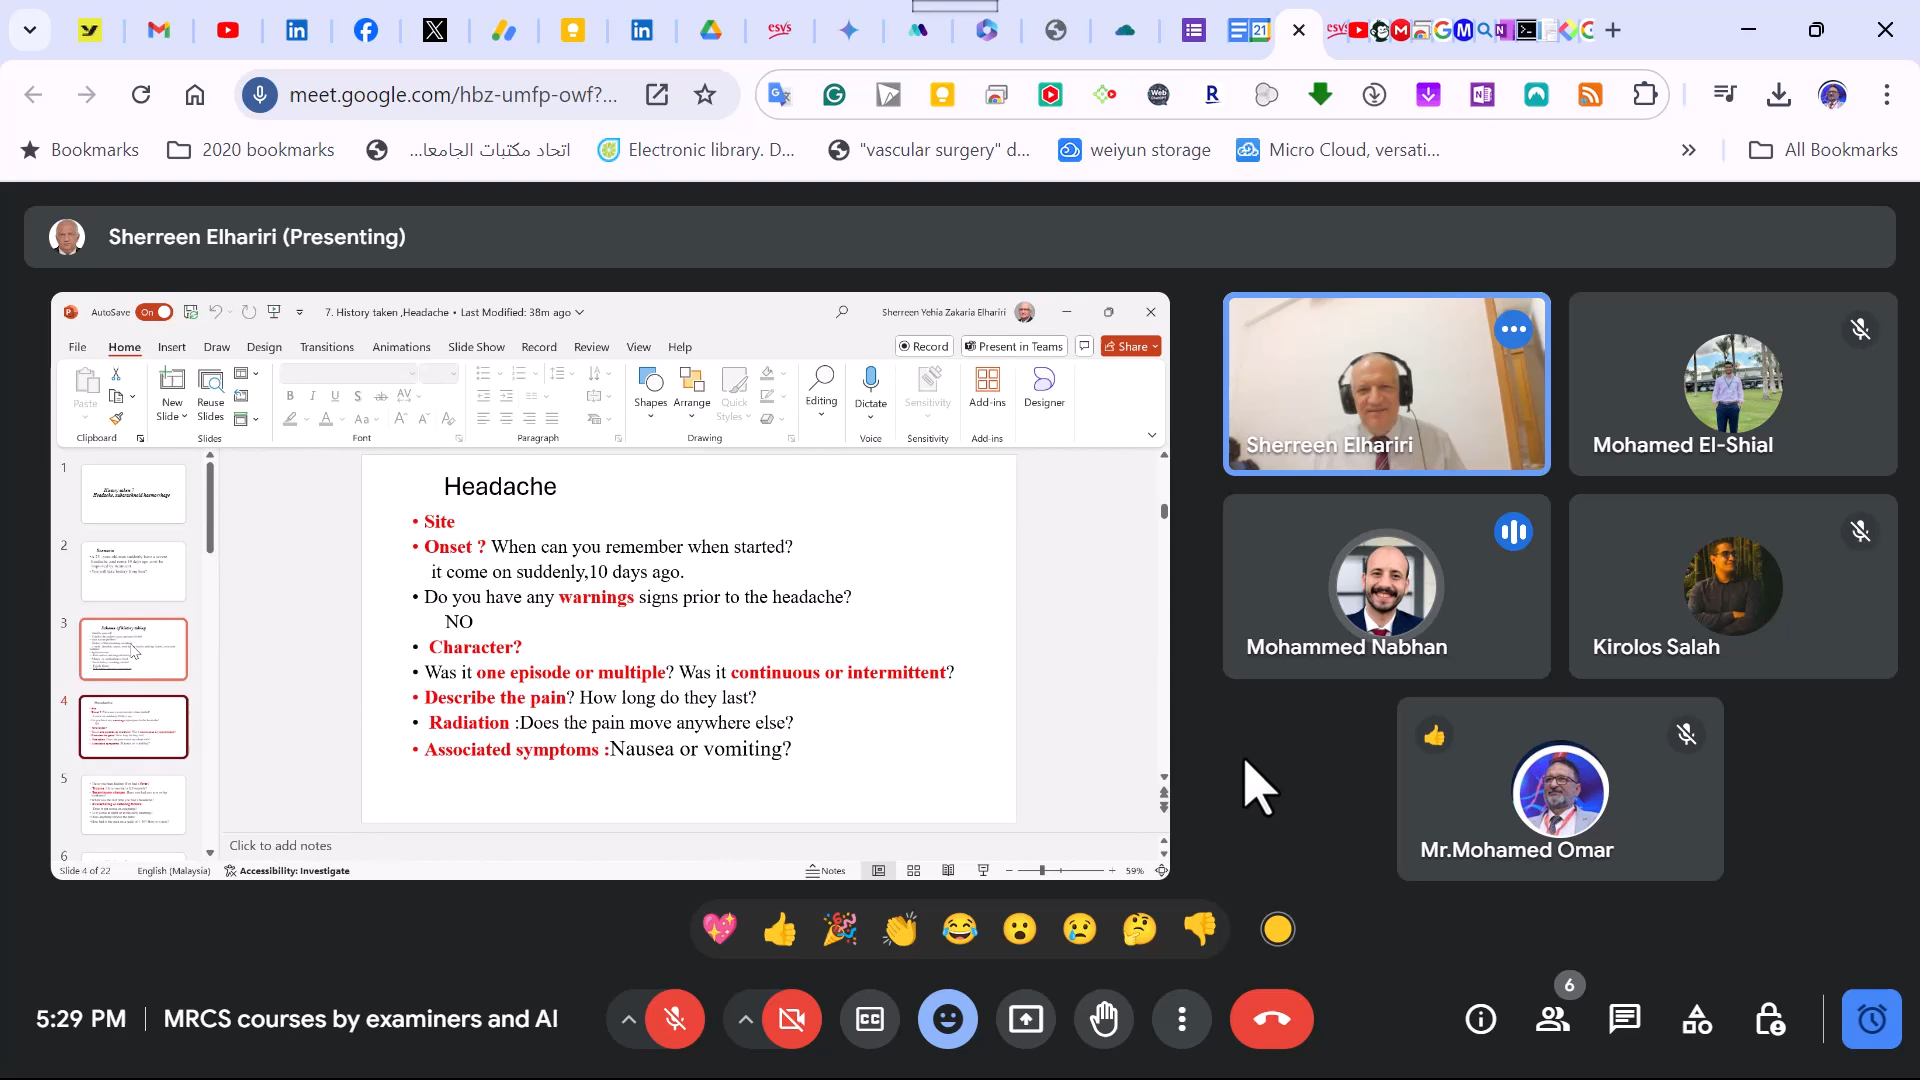 21
meet.google.com/hbz-umfp-owf?...
Bookmarks
2020 bookmarks
اتحاد مكتبات الجامعا...
Electronic library. D...
"vascular surgery" d...
weiyun storage
Micro Cloud, versati...
All Bookmarks
Sherreen Elhariri (Presenting)
AutoSave On
7. History taken ,Headache • Last Modified: 38m ago
Sherreen Yehia Zakaria Elhariri
File Home Insert Draw Design Transitions Animations Slide Show Record Review View Help
Record Present in Teams Share
Paste
New Slide
Reuse Slides
Shapes
Arrange
Quick Styles
Editing
Dictate
Sensitivity
Add-ins
Designer
Clipboard Slides Font Paragraph Drawing Voice Sensitivity Add-ins
1
2
3
4
5
6
Headache
• Site
• Onset ? When can you remember when started?
it come on suddenly,10 days ago.
• Do you have any warnings signs prior to the headache?
NO
• Character?
• Was it one episode or multiple? Was it continuous or intermittent?
• Describe the pain? How long do they last?
• Radiation :Does the pain move anywhere else?
• Associated symptoms :Nausea or vomiting?
Click to add notes
Slide 4 of 22 English (Malaysia) Accessibility: Investigate Notes 59%
Sherreen Elhariri
Mohamed El-Shial
Mohammed Nabhan
Kirolos Salah
Mr.Mohamed Omar
5:29 PM MRCS courses by examiners and AI
CC
6